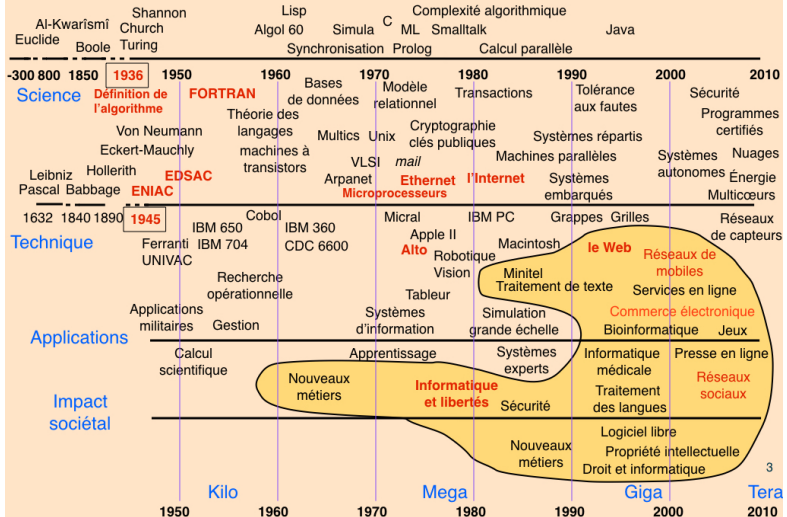 Shannon Lisp Complexité algorithmique
Al-Kwarîsmî Church Algol 60 Simula C ML Smalltalk Java
Euclide Boole Turing Synchronisation Prolog Calcul parallèle
-300 800 1850 1936 1950 1960 1970 1980 1990 2000 2010
Science
Définition de
l'algorithme
FORTRAN
Bases
de données
Modèle
relationnel
Transactions
Tolérance
aux fautes
Sécurité
Programmes
certifiés
Théorie des
langages
Von Neumann
Multics Unix
Cryptographie
clés publiques
Systèmes répartis
Eckert-Mauchly
machines à
transistors
VLSI mail
Machines parallèles
Systèmes
autonomes
Nuages
Hollerith
Leibniz
Pascal Babbage
EDSAC
ENIAC
Arpanet
Ethernet
l'Internet
Microprocesseurs
Systèmes
embarqués
Énergie
Multicœurs
1632 1840 1890 1945
Cobol Micral IBM PC Grappes Grilles
Réseaux
de capteurs
Technique
IBM 650
IBM 704
IBM 360
CDC 6600
Ferranti
UNIVAC
Apple II
Alto
Robotique
Vision
Macintosh
le Web
Réseaux de
mobiles
Minitel
Traitement de texte
Services en ligne
Recherche
opérationnelle
Tableur
Applications
militaires
Gestion
Systèmes
d'information
Simulation
grande échelle
Commerce électronique
Bioinformatique Jeux
Applications
Calcul
scientifique
Apprentissage
Systèmes
experts
Informatique
médicale
Presse en ligne
Nouveaux
métiers
Informatique
et libertés
Sécurité
Traitement
des langues
Réseaux
sociaux
Impact
sociétal
Logiciel libre
Nouveaux
métiers
Propriété intellectuelle
Droit et informatique
3
Kilo Mega Giga Tera
1950 1960 1970 1980 1990 2000 2010